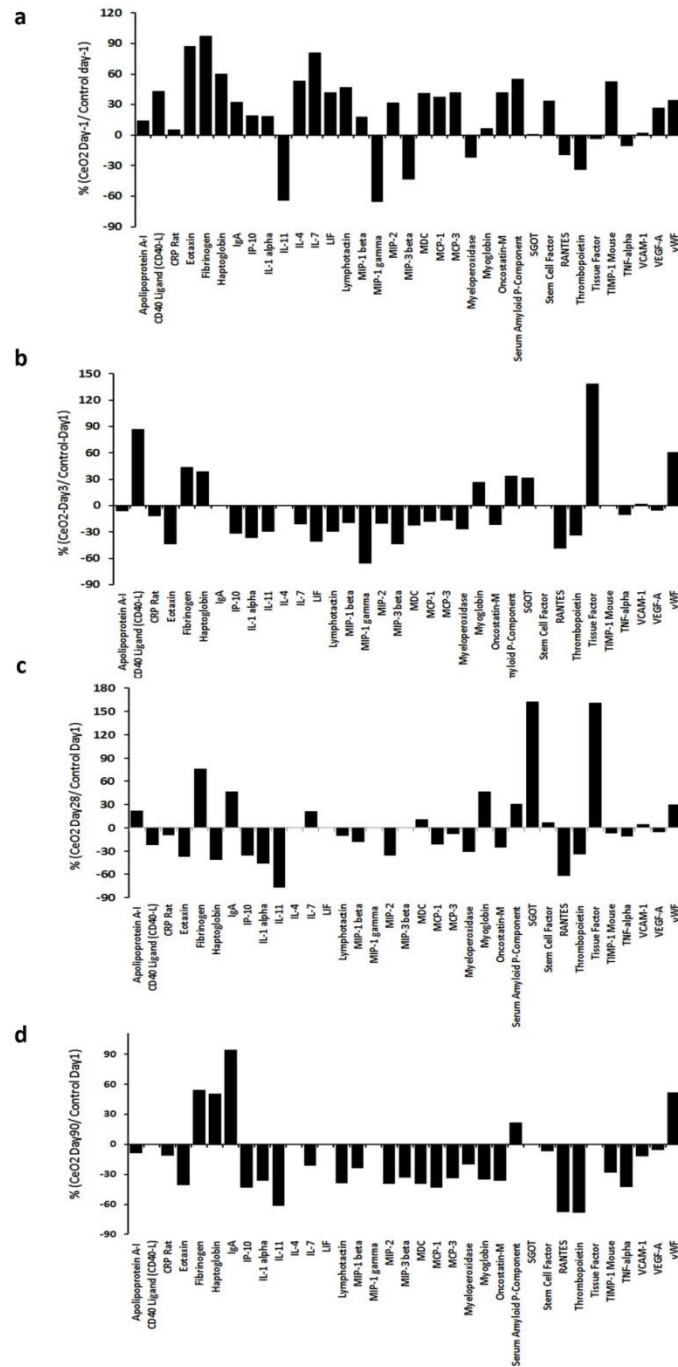 a
% (CeO2 Day-1/ Control day-1)
120
90
60
30
0
-30
-60
-90
Apolipoprotein A-I
CD40 Ligand (CD40-L)
CRP Rat
Eotaxin
Fibrinogen
Haptoglobin
IgA
IP-10
IL-1 alpha
IL-11
IL-4
IL-7
LIF
Lymphotactin
MIP-1 beta
MIP-1 gamma
MIP-2
MIP-3 beta
MDC
MCP-1
MCP-3
Myeloperoxidase
Myoglobin
Oncostatin-M
Serum Amyloid P-Component
SGOT
Stem Cell Factor
RANTES
Thrombopoietin
Tissue Factor
TIMP-1 Mouse
TNF-alpha
VCAM-1
VEGF-A
vWF
b
% (CeO2-Day3/ Control-Day1)
150
120
90
60
30
0
-30
-60
-90
Apolipoprotein A-I
CD40 Ligand (CD40-L)
CRP Rat
Eotaxin
Fibrinogen
Haptoglobin
IgA
IP-10
IL-1 alpha
IL-11
IL-4
IL-7
LIF
Lymphotactin
MIP-1 beta
MIP-1 gamma
MIP-2
MIP-3 beta
MDC
MCP-1
MCP-3
Myeloperoxidase
Myoglobin
Oncostatin-M
myloid P-Component
SGOT
Stem Cell Factor
RANTES
Thrombopoietin
Tissue Factor
TIMP-1 Mouse
TNF-alpha
VCAM-1
VEGF-A
vWF
c
% (CeO2 Day28/ Control Day1)
180
150
120
90
60
30
0
-30
-60
-90
Apolipoprotein A-I
CD40 Ligand (CD40-L)
CRP Rat
Eotaxin
Fibrinogen
Haptoglobin
IgA
IP-10
IL-1 alpha
IL-11
IL-4
IL-7
LIF
Lymphotactin
MIP-1 beta
MIP-1 gamma
MIP-2
MIP-3 beta
MDC
MCP-1
MCP-3
Myeloperoxidase
Myoglobin
Oncostatin-M
Serum Amyloid P-Component
SGOT
Stem Cell Factor
RANTES
Thrombopoietin
Tissue Factor
TIMP-1 Mouse
TNF-alpha
VCAM-1
VEGF-A
vWF
d
% (CeO2 Day90/ Control Day1)
90
60
30
0
-30
-60
-90
Apolipoprotein A-I
CD40 Ligand (CD40-L)
CRP Rat
Eotaxin
Fibrinogen
Haptoglobin
IgA
IP-10
IL-1 alpha
IL-11
IL-4
IL-7
LIF
Lymphotactin
MIP-1 beta
MIP-1 gamma
MIP-2
MIP-3 beta
MDC
MCP-1
MCP-3
Myeloperoxidase
Myoglobin
Oncostatin-M
Serum Amyloid P-Component
SGOT
Stem Cell Factor
RANTES
Thrombopoietin
Tissue Factor
TIMP-1 Mouse
TNF-alpha
VCAM-1
VEGF-A
vWF